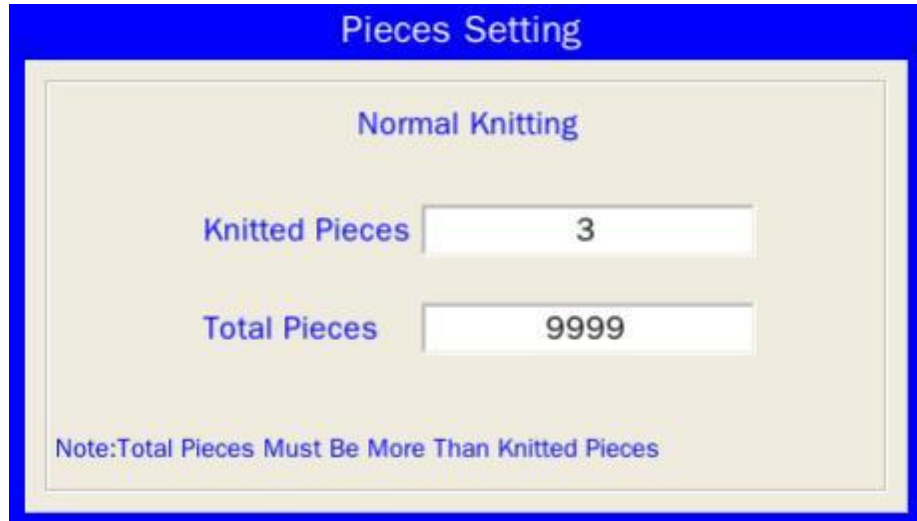 Pieces Setting
Normal Knitting
Knitted Pieces 3
Total Pieces 9999
Note:Total Pieces Must Be More Than Knitted Pieces